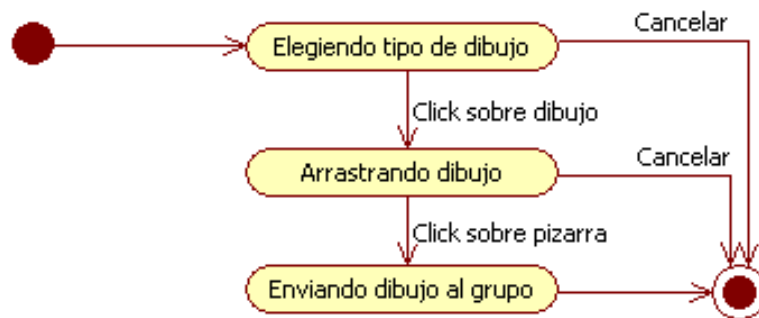 Cancelar
Elegiendo tipo de dibujo
Click sobre dibujo
Cancelar
Arrastrando dibujo
Click sobre pizarra
Enviando dibujo al grupo